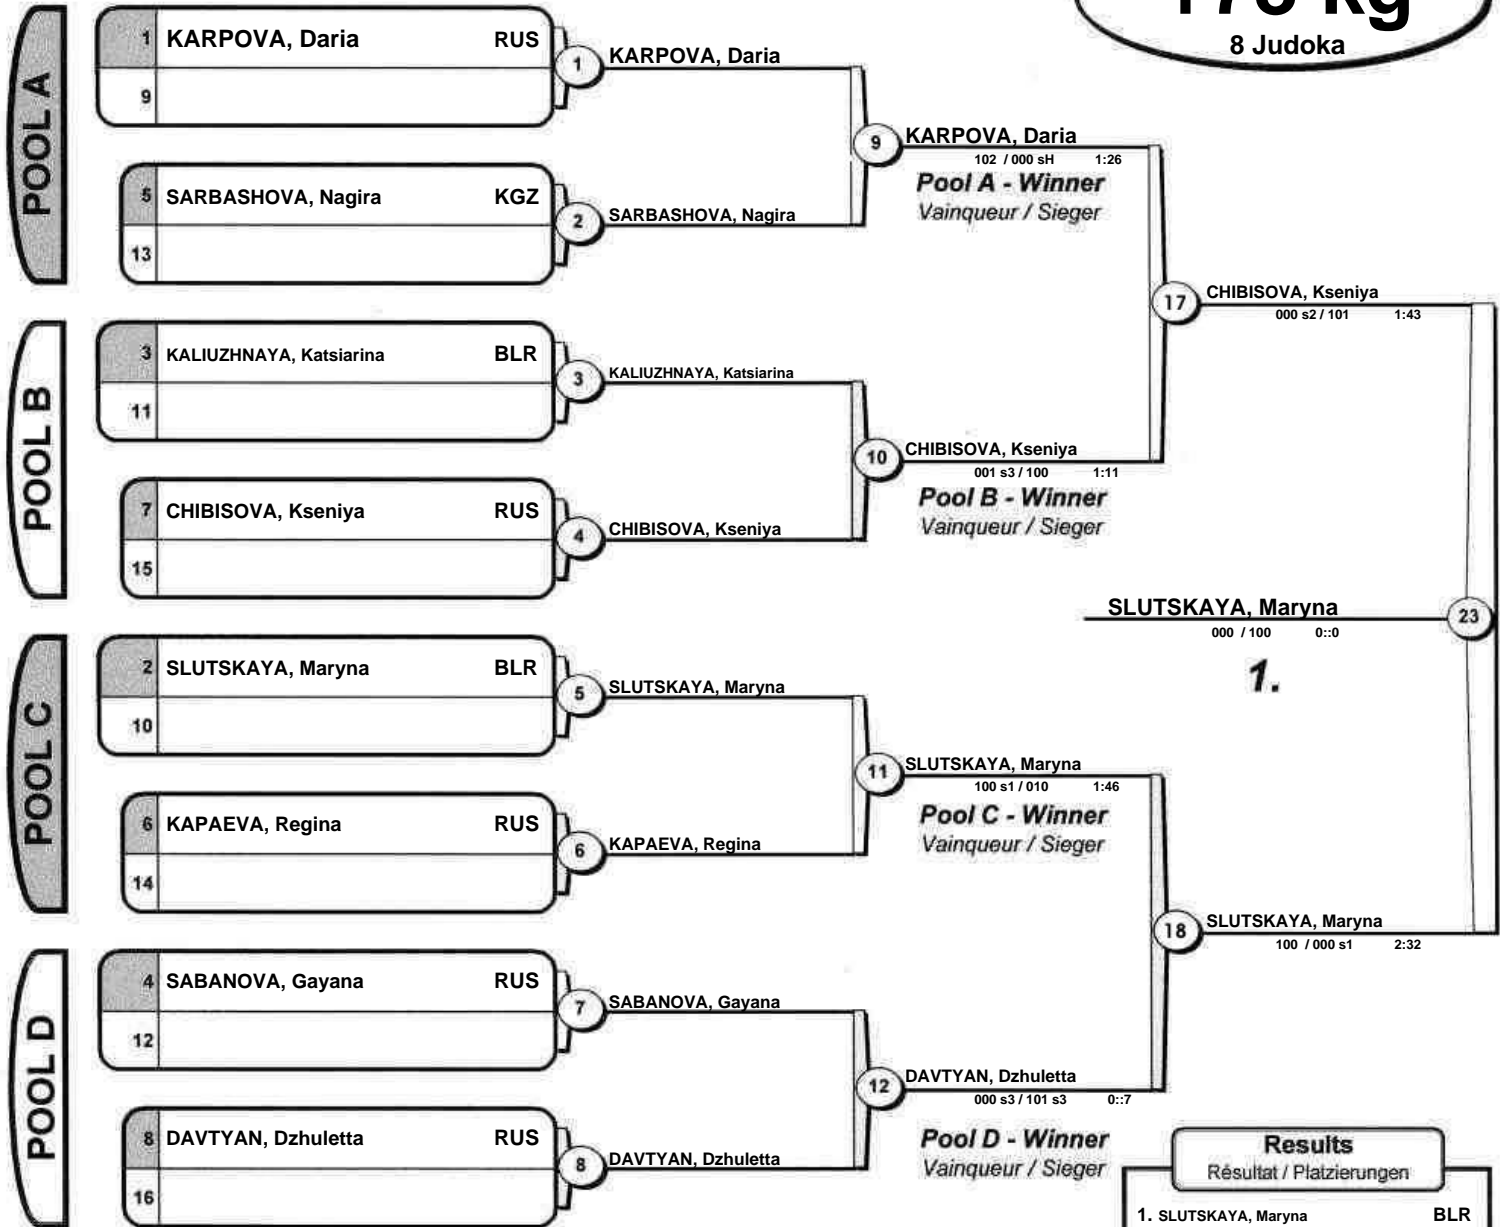 8 Judoka
POOL A
1 KARPOVA, Daria RUS
9
1 KARPOVA, Daria
5 SARBASHOVA, Nagira KGZ
13
2 SARBASHOVA, Nagira
9 KARPOVA, Daria
102 / 000 sH 1:26
Pool A - Winner
Vainqueur / Sieger
POOL B
3 KALIUZHNAYA, Katsiarina BLR
11
3 KALIUZHNAYA, Katsiarina
7 CHIBISOVA, Kseniya RUS
15
4 CHIBISOVA, Kseniya
10 CHIBISOVA, Kseniya
001 s3 / 100 1:11
Pool B - Winner
Vainqueur / Sieger
17 CHIBISOVA, Kseniya
000 s2 / 101 1:43
SLUTSKAYA, Maryna 23
000 / 100 0::0
1.
POOL C
2 SLUTSKAYA, Maryna BLR
10
5 SLUTSKAYA, Maryna
6 KAPAEVA, Regina RUS
14
6 KAPAEVA, Regina
11 SLUTSKAYA, Maryna
100 s1 / 010 1:46
Pool C - Winner
Vainqueur / Sieger
18 SLUTSKAYA, Maryna
100 / 000 s1 2:32
POOL D
4 SABANOVA, Gayana RUS
12
7 SABANOVA, Gayana
8 DAVTYAN, Dzhuletta RUS
16
8 DAVTYAN, Dzhuletta
12 DAVTYAN, Dzhuletta
000 s3 / 101 s3 0::7
Pool D - Winner
Vainqueur / Sieger
Results
Résultat / Platzierungen
1. SLUTSKAYA, Maryna BLR